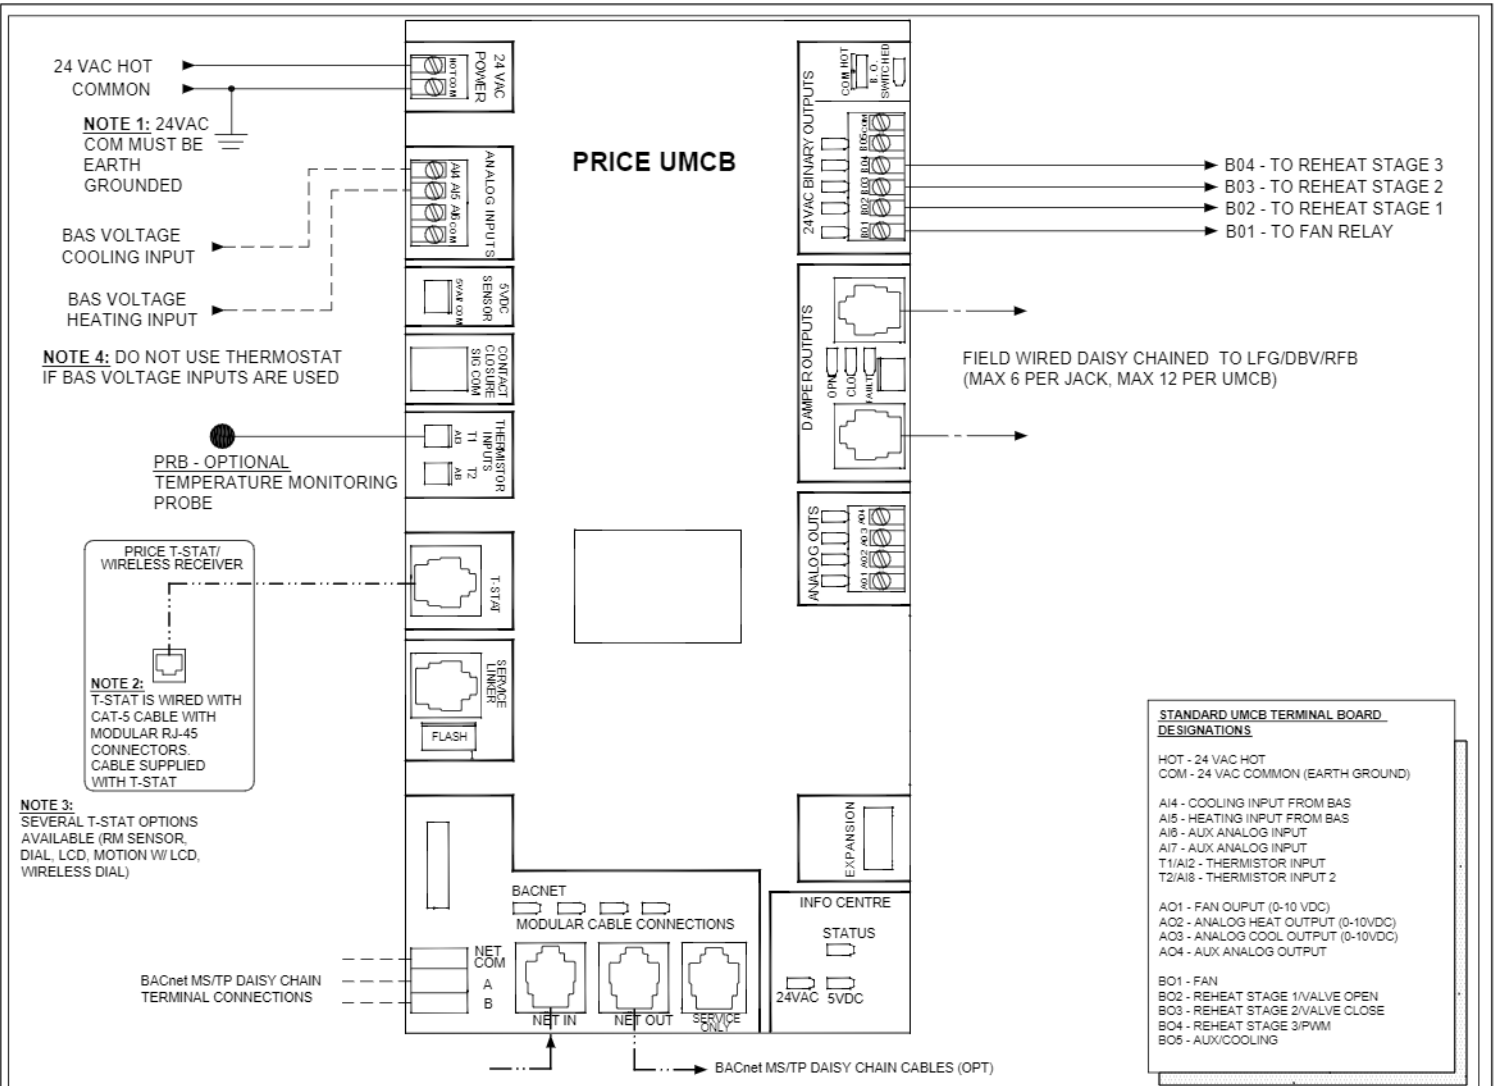 24 VAC HOT
COMMON
NOTE 1: 24VAC
COM MUST BE
EARTH
GROUNDED
BAS VOLTAGE
COOLING INPUT
BAS VOLTAGE
HEATING INPUT
NOTE 4: DO NOT USE THERMOSTAT
IF BAS VOLTAGE INPUTS ARE USED
PRB - OPTIONAL
TEMPERATURE MONITORING
PROBE
PRICE T-STAT/
WIRELESS RECEIVER
NOTE 2:
T-STAT IS WIRED WITH
CAT-5 CABLE WITH
MODULAR RJ-45
CONNECTORS.
CABLE SUPPLIED
WITH T-STAT
NOTE 3:
SEVERAL T-STAT OPTIONS
AVAILABLE (RM SENSOR,
DIAL, LCD, MOTION W/ LCD,
WIRELESS DIAL)
BACnet MS/TP DAISY CHAIN
TERMINAL CONNECTIONS
24 VAC
POWER
HOT COM
ANALOG INPUTS
AI4 AI5 AI6 COM
5VDC
SENSOR
CONTACT
CLOSURE
SIG COM
THERMISTOR
INPUTS
T1
T2
T-STAT
SERVICE
LINKER
FLASH
PRICE UMCB
COM HOT
B.O.
SWITCHED
24VAC BINARY OUTPUTS
COM
B05
B04
B03
B02
B01
B04 - TO REHEAT STAGE 3
B03 - TO REHEAT STAGE 2
B02 - TO REHEAT STAGE 1
B01 - TO FAN RELAY
DAMPER OUTPUTS
OPN
CLO
FAULT
FIELD WIRED DAISY CHAINED TO LFG/DBV/RFB
(MAX 6 PER JACK, MAX 12 PER UMCB)
ANALOG OUTS
AO4
AO3
AO2
AO1
EXPANSION
BACNET
MODULAR CABLE CONNECTIONS
NET
COM
A
B
NET IN
NET OUT
SERVICE
ONLY
INFO CENTRE
STATUS
24VAC
5VDC
BACnet MS/TP DAISY CHAIN CABLES (OPT)
STANDARD UMCB TERMINAL BOARD
DESIGNATIONS
HOT - 24 VAC HOT
COM - 24 VAC COMMON (EARTH GROUND)
AI4 - COOLING INPUT FROM BAS
AI5 - HEATING INPUT FROM BAS
AI6 - AUX ANALOG INPUT
AI7 - AUX ANALOG INPUT
T1/AI2 - THERMISTOR INPUT
T2/AI8 - THERMISTOR INPUT 2
AO1 - FAN OUPUT (0-10 VDC)
AO2 - ANALOG HEAT OUTPUT (0-10VDC)
AO3 - ANALOG COOL OUTPUT (0-10VDC)
AO4 - AUX ANALOG OUTPUT
BO1 - FAN
BO2 - REHEAT STAGE 1/VALVE OPEN
BO3 - REHEAT STAGE 2/VALVE CLOSE
BO4 - REHEAT STAGE 3/PWM
BO5 - AUX/COOLING